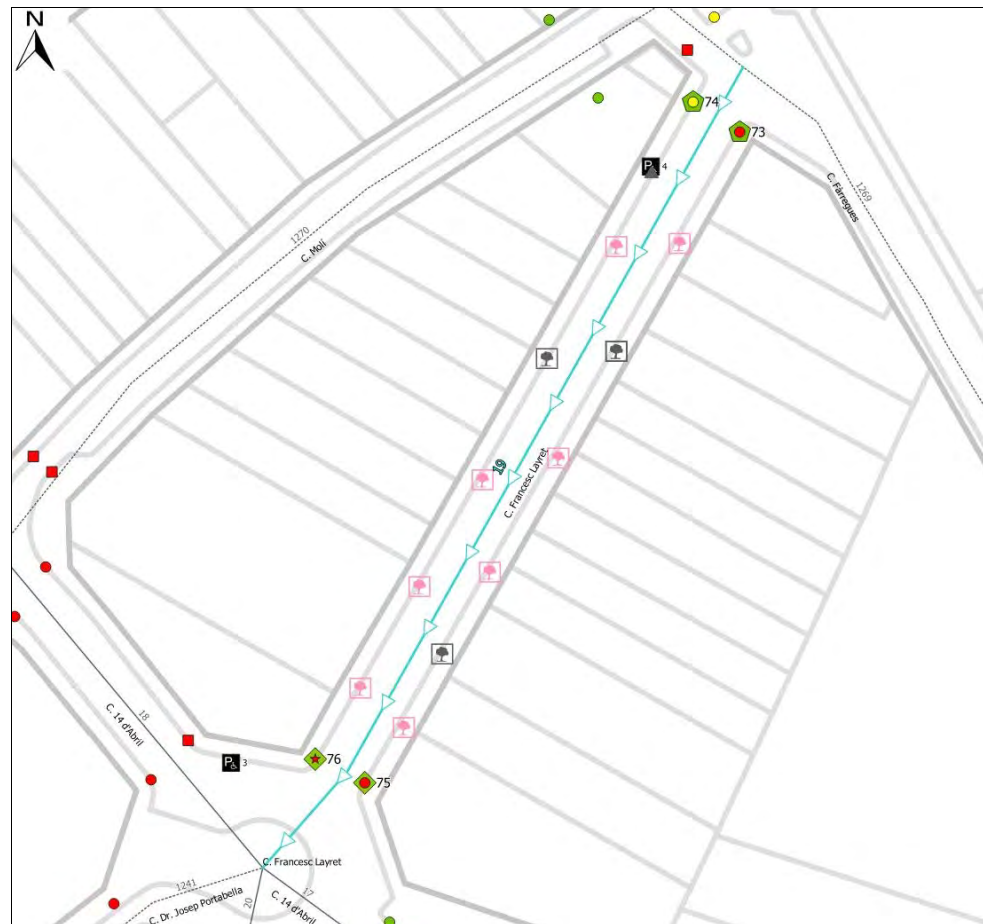 N
74
73
P 4
C. Fàrregues
1269
1270
C. Molí
19
C. Francesc Layret
18
C. 14 d'Abril
P 3
76
75
C. Francesc Layret
1241
C. Dr. Josep Portabella
20
17
C. 14 d'Abril